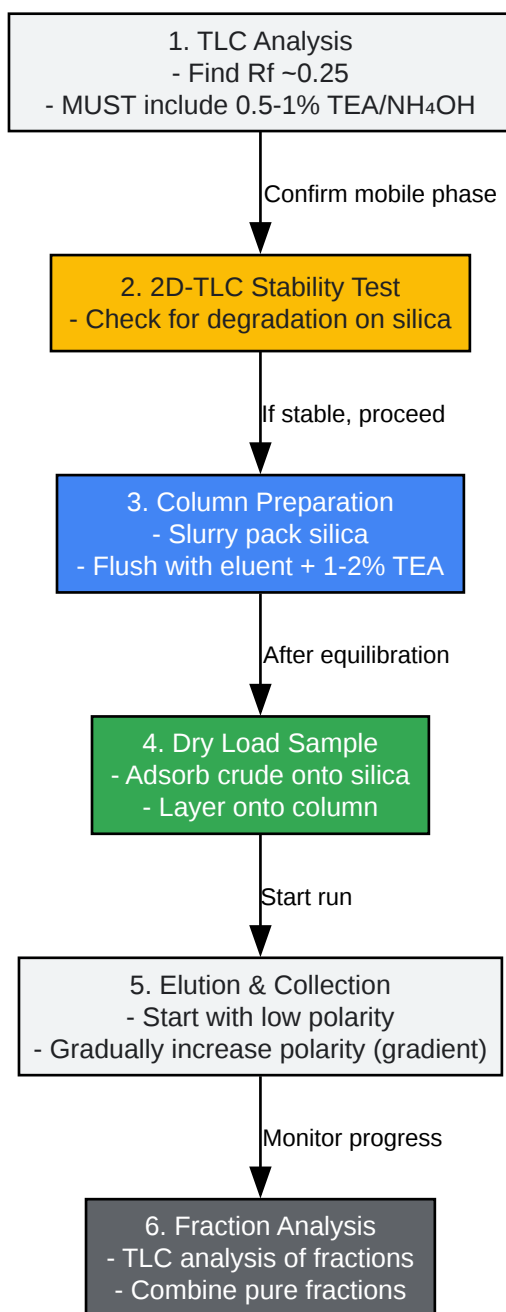 1. TLC Analysis
- Find Rf ~0.25
- MUST include 0.5-1% TEA/NH₄OH
Confirm mobile phase
2. 2D-TLC Stability Test
- Check for degradation on silica
If stable, proceed
3. Column Preparation
- Slurry pack silica
- Flush with eluent + 1-2% TEA
After equilibration
4. Dry Load Sample
- Adsorb crude onto silica
- Layer onto column
Start run
5. Elution & Collection
- Start with low polarity
- Gradually increase polarity (gradient)
Monitor progress
6. Fraction Analysis
- TLC analysis of fractions
- Combine pure fractions